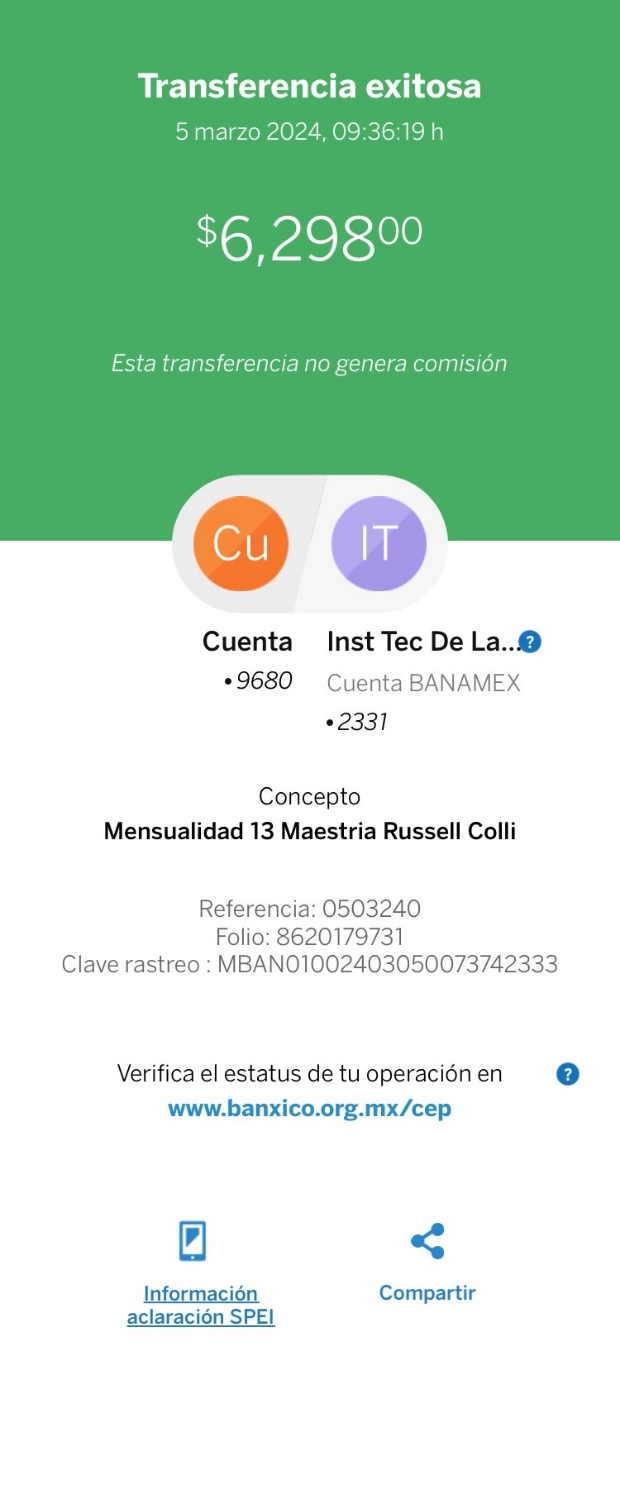 Transferencia exitosa
5 marzo 2024, 09:36:19 h
$6,298.00
Esta transferencia no genera comisión
Cu
IT
Cuenta
•9680
Inst Tec De La...
Cuenta BANAMEX
•2331
Concepto
Mensualidad 13 Maestria Russell Colli
Referencia: 0503240
Folio: 8620179731
Clave rastreo : MBAN01002403050073742333
Verifica el estatus de tu operación en
www.banxico.org.mx/cep
Información
aclaración SPEI
Compartir